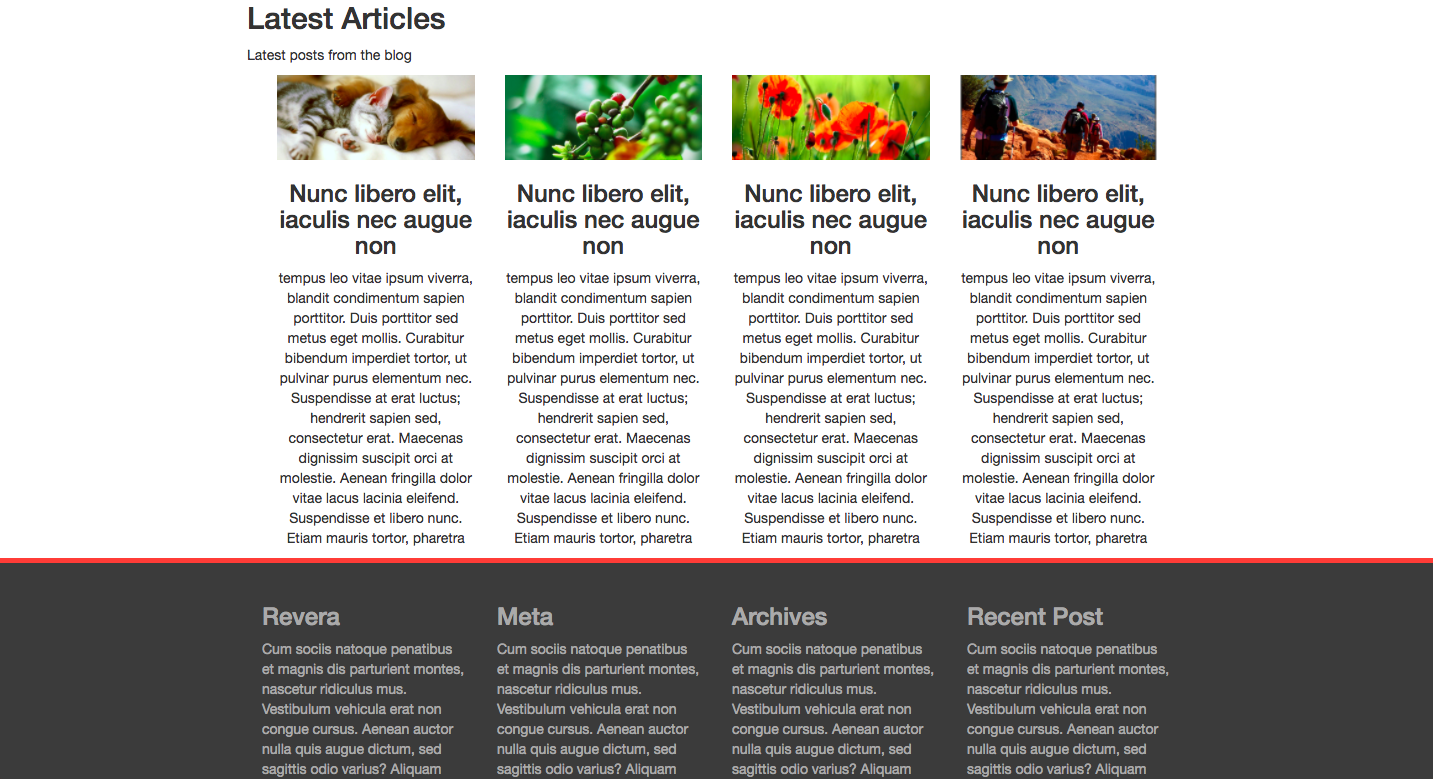 Latest Articles
Latest posts from the blog
Nunc libero elit,
iaculis nec augue
non
tempus leo vitae ipsum viverra,
blandit condimentum sapien
porttitor. Duis porttitor sed
metus eget mollis. Curabitur
bibendum imperdiet tortor, ut
pulvinar purus elementum nec.
Suspendisse at erat luctus;
hendrerit sapien sed,
consectetur erat. Maecenas
dignissim suscipit orci at
molestie. Aenean fringilla dolor
vitae lacus lacinia eleifend.
Suspendisse et libero nunc.
Etiam mauris tortor, pharetra
Nunc libero elit,
iaculis nec augue
non
tempus leo vitae ipsum viverra,
blandit condimentum sapien
porttitor. Duis porttitor sed
metus eget mollis. Curabitur
bibendum imperdiet tortor, ut
pulvinar purus elementum nec.
Suspendisse at erat luctus;
hendrerit sapien sed,
consectetur erat. Maecenas
dignissim suscipit orci at
molestie. Aenean fringilla dolor
vitae lacus lacinia eleifend.
Suspendisse et libero nunc.
Etiam mauris tortor, pharetra
Nunc libero elit,
iaculis nec augue
non
tempus leo vitae ipsum viverra,
blandit condimentum sapien
porttitor. Duis porttitor sed
metus eget mollis. Curabitur
bibendum imperdiet tortor, ut
pulvinar purus elementum nec.
Suspendisse at erat luctus;
hendrerit sapien sed,
consectetur erat. Maecenas
dignissim suscipit orci at
molestie. Aenean fringilla dolor
vitae lacus lacinia eleifend.
Suspendisse et libero nunc.
Etiam mauris tortor, pharetra
Nunc libero elit,
iaculis nec augue
non
tempus leo vitae ipsum viverra,
blandit condimentum sapien
porttitor. Duis porttitor sed
metus eget mollis. Curabitur
bibendum imperdiet tortor, ut
pulvinar purus elementum nec.
Suspendisse at erat luctus;
hendrerit sapien sed,
consectetur erat. Maecenas
dignissim suscipit orci at
molestie. Aenean fringilla dolor
vitae lacus lacinia eleifend.
Suspendisse et libero nunc.
Etiam mauris tortor, pharetra
Revera
Cum sociis natoque penatibus
et magnis dis parturient montes,
nascetur ridiculus mus.
Vestibulum vehicula erat non
congue cursus. Aenean auctor
nulla quis augue dictum, sed
sagittis odio varius? Aliquam
Meta
Cum sociis natoque penatibus
et magnis dis parturient montes,
nascetur ridiculus mus.
Vestibulum vehicula erat non
congue cursus. Aenean auctor
nulla quis augue dictum, sed
sagittis odio varius? Aliquam
Archives
Cum sociis natoque penatibus
et magnis dis parturient montes,
nascetur ridiculus mus.
Vestibulum vehicula erat non
congue cursus. Aenean auctor
nulla quis augue dictum, sed
sagittis odio varius? Aliquam
Recent Post
Cum sociis natoque penatibus
et magnis dis parturient montes,
nascetur ridiculus mus.
Vestibulum vehicula erat non
congue cursus. Aenean auctor
nulla quis augue dictum, sed
sagittis odio varius? Aliquam